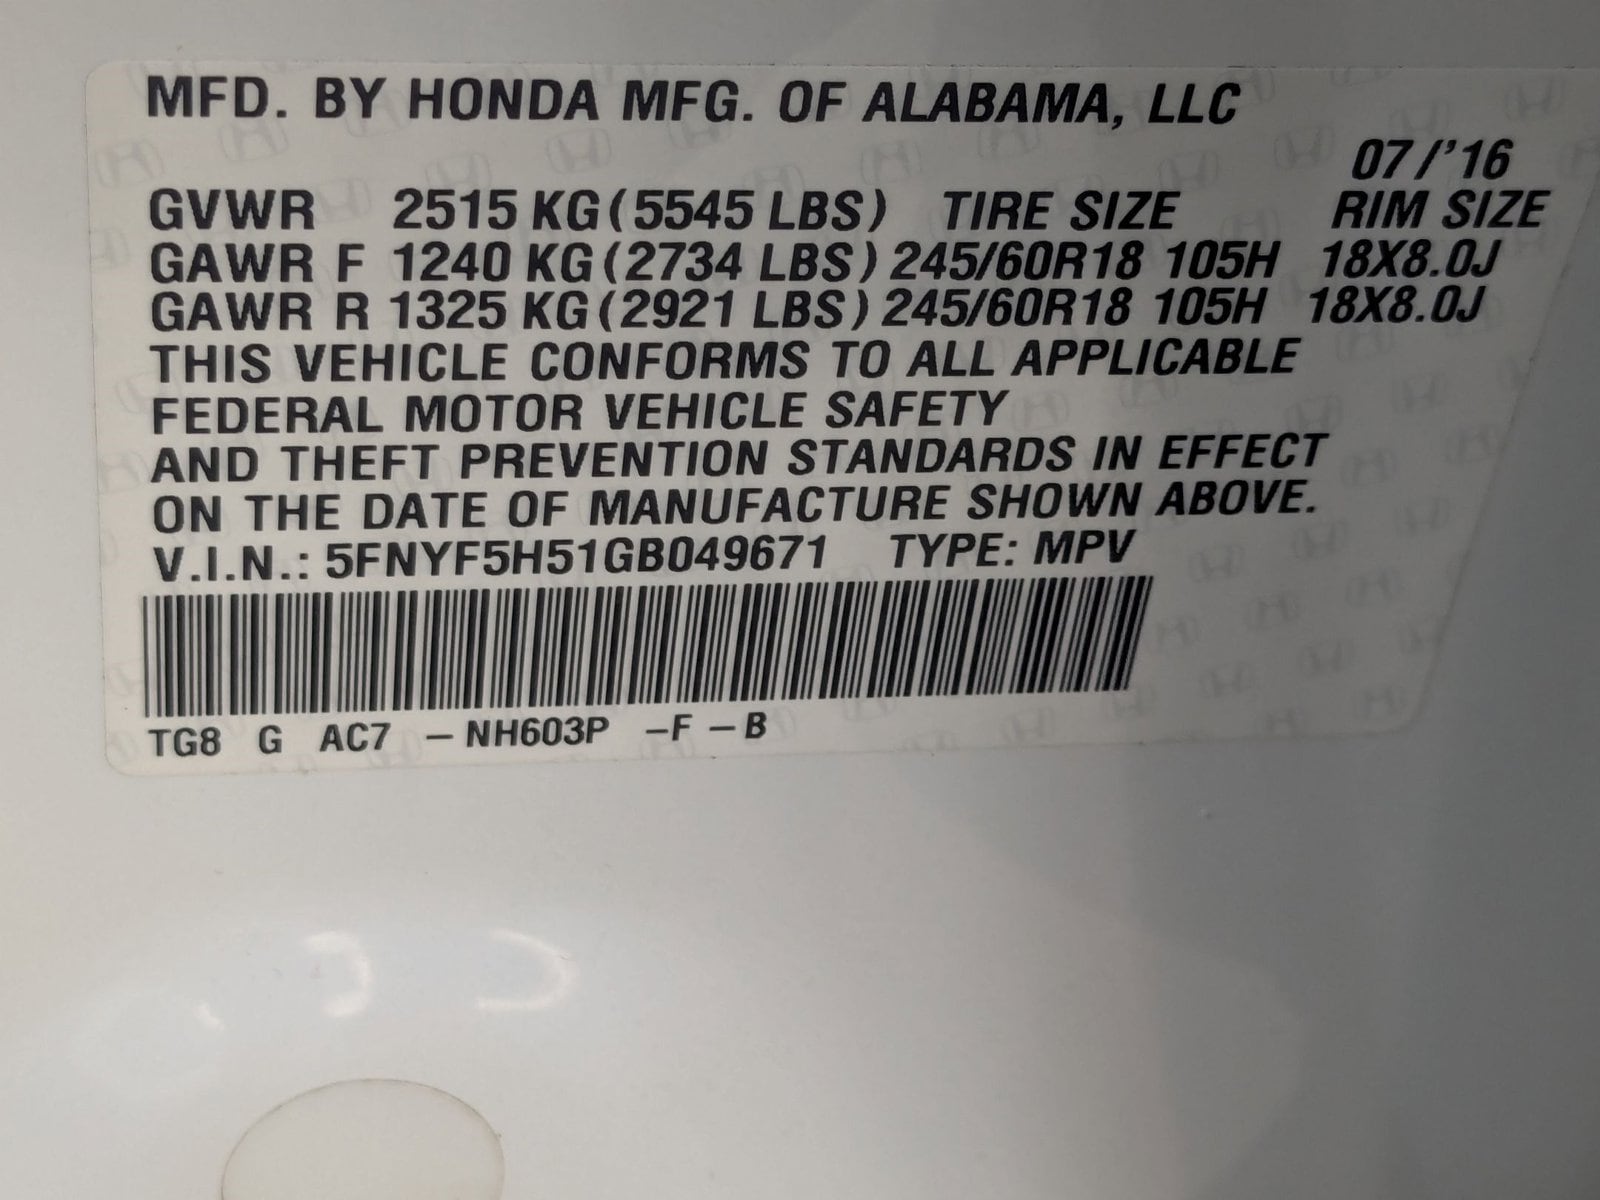 MFD. BY HONDA MFG. OF ALABAMA, LLC
07/'16
GVWR 2515 KG (5545 LBS) TIRE SIZE RIM SIZE
GAWR F 1240 KG (2734 LBS) 245/60R18 105H 18X8.0J
GAWR R 1325 KG (2921 LBS) 245/60R18 105H 18X8.0J
THIS VEHICLE CONFORMS TO ALL APPLICABLE
FEDERAL MOTOR VEHICLE SAFETY
AND THEFT PREVENTION STANDARDS IN EFFECT
ON THE DATE OF MANUFACTURE SHOWN ABOVE.
V.I.N.: 5FNYF5H51GB049671 TYPE: MPV
TG8 G AC7 – NH603P –F – B